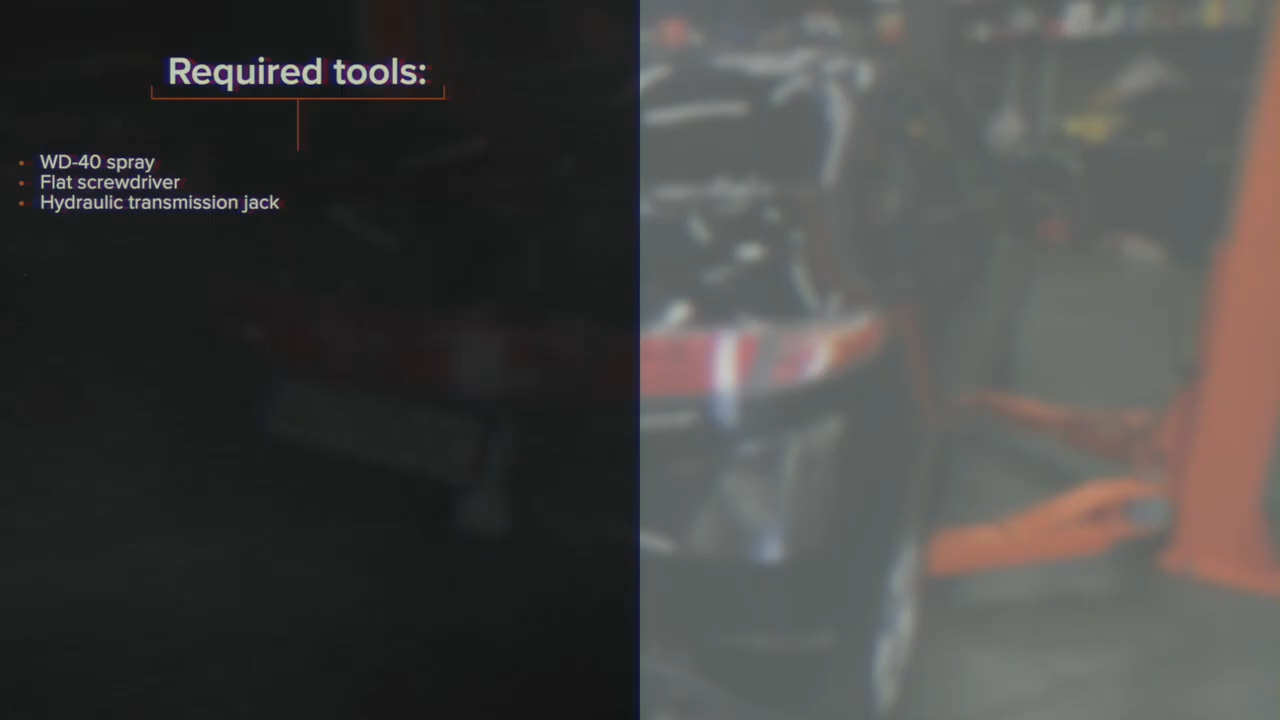 Required tools:
WD-40 spray
Flat screwdriver
Hydraulic transmission jack